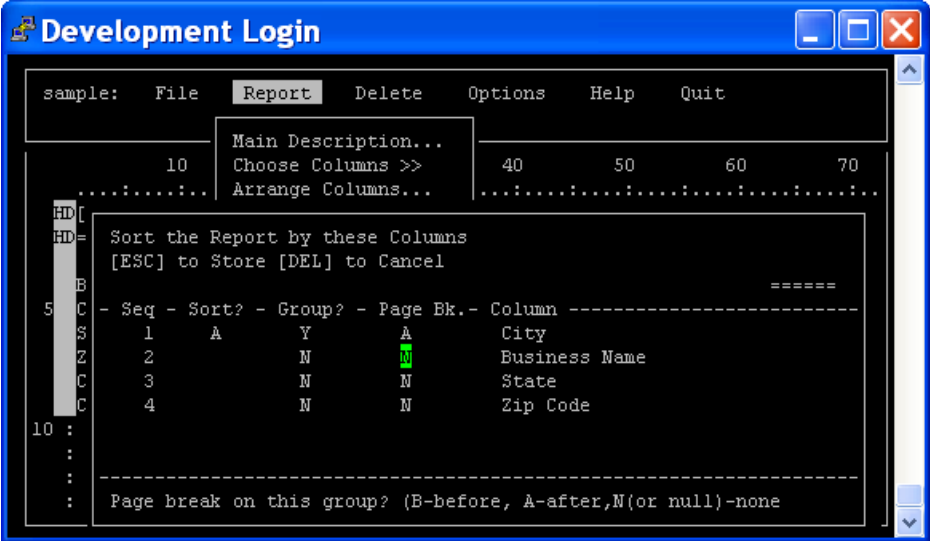 Development Login
sample: File Report Delete Options Help Quit
Main Description...
10 Choose Columns >> 40 50 60 70
....:....:.. Arrange Columns... ...:....:....:....:....:....:....:..
HD[
HD= Sort the Report by these Columns
[ESC] to Store [DEL] to Cancel
B ======
5 C - Seq - Sort? - Group? - Page Bk.- Column --------------------------
S 1 A Y A City
Z 2 N N Business Name
C 3 N N State
C 4 N N Zip Code
10 :
:
: --------------------------------------------------------------------
: Page break on this group? (B-before, A-after,N(or null)-none